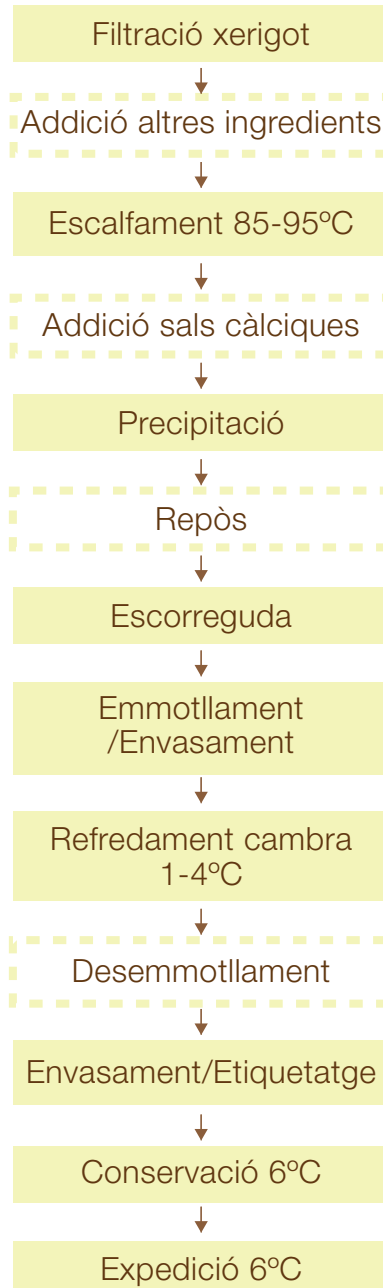 Filtració xerigot
Addició altres ingredients
Escalfament 85-95ºC
Addició sals càlciques
Precipitació
Repòs
Escorreguda
Emmotllament
/Envasament
Refredament cambra
1-4ºC
Desemmotllament
Envasament/Etiquetatge
Conservació 6ºC
Expedició 6ºC